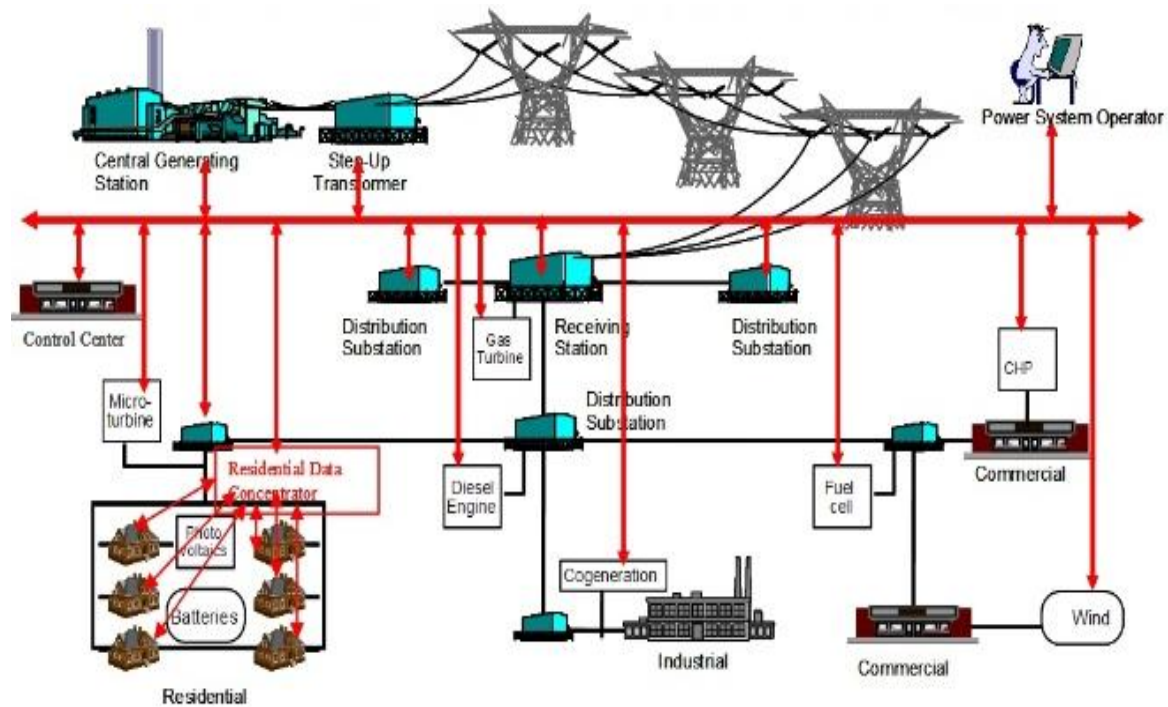 Power System Operator
Central Generating
Station
Step-Up
Transformer
Control Center
Distribution
Substation
Gas
Turbine
Receiving
Station
Distribution
Substation
CHP
Micro-
turbine
Distribution
Substation
Commercial
Residential Data
Concentrator
Diesel
Engine
Fuel
cell
Photo
voltaics
Batteries
Cogeneration
Industrial
Commercial
Wind
Residential